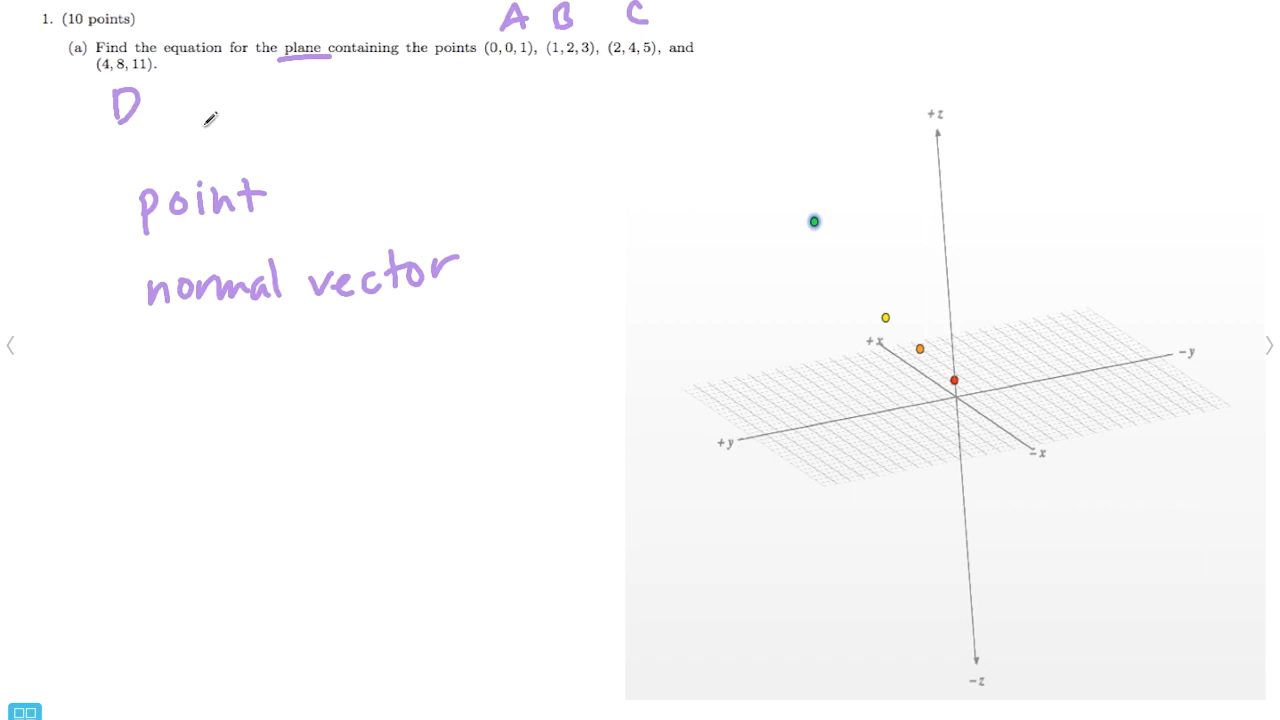 1. (10 points)
A B C
(a) Find the equation for the plane containing the points (0, 0, 1), (1, 2, 3), (2, 4, 5), and
(4, 8, 11).
D
point
normal vector
+z
+x
−y
+y
−x
−z